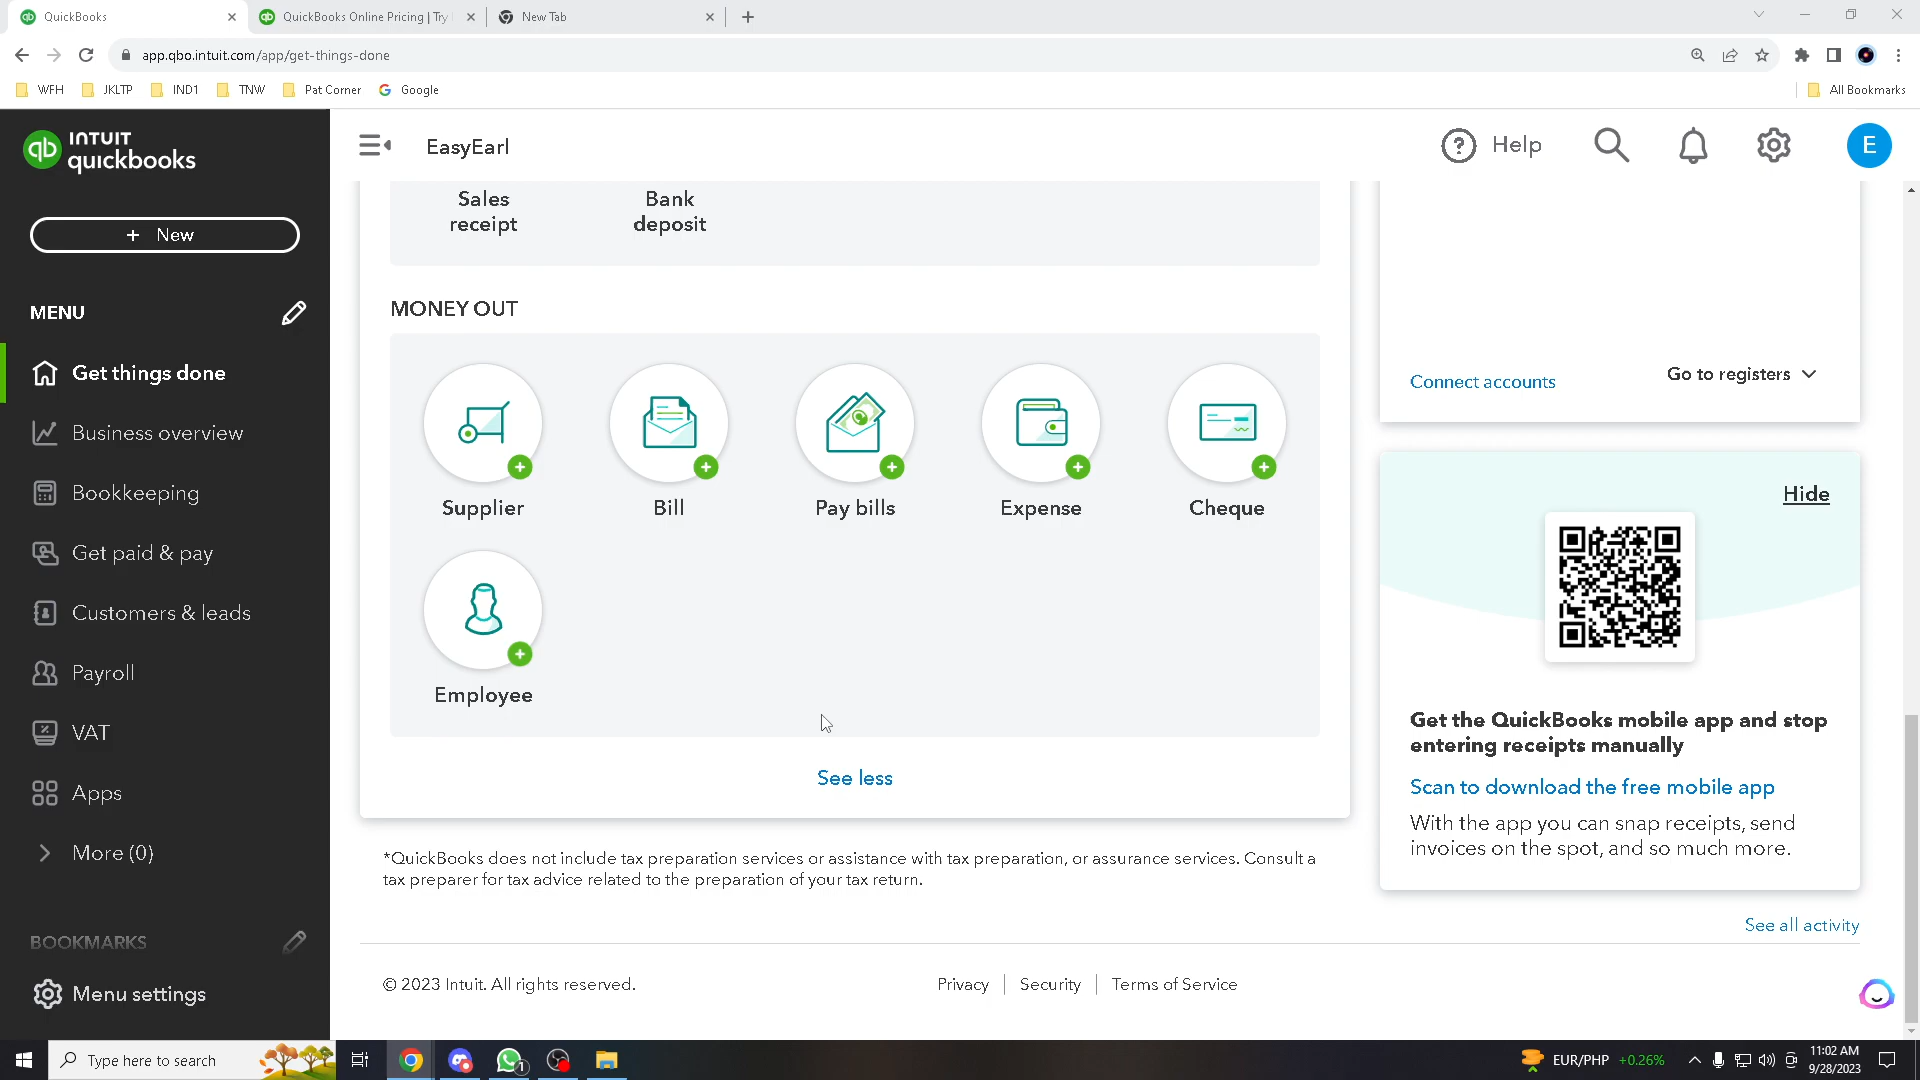 QuickBooks
QuickBooks Online Pricing | Try
New Tab
app.qbo.intuit.com/app/get-things-done
WFH
JKLTP
IND1
TNW
Pat Corner
Google
All Bookmarks
INTUIT
quickbooks
EasyEarl
Help
E
+ New
MENU
Get things done
Business overview
Bookkeeping
Get paid & pay
Customers & leads
Payroll
VAT
Apps
More (0)
BOOKMARKS
Menu settings
Sales
receipt
Bank
deposit
MONEY OUT
Supplier
Bill
Pay bills
Expense
Cheque
Employee
See less
*QuickBooks does not include tax preparation services or assistance with tax preparation, or assurance services. Consult a
tax preparer for tax advice related to the preparation of your tax return.
Connect accounts
Go to registers
Hide
Get the QuickBooks mobile app and stop
entering receipts manually
Scan to download the free mobile app
With the app you can snap receipts, send
invoices on the spot, and so much more.
See all activity
© 2023 Intuit. All rights reserved.
Privacy
Security
Terms of Service
Type here to search
1
EUR/PHP +0.26%
11:02 AM
9/28/2023